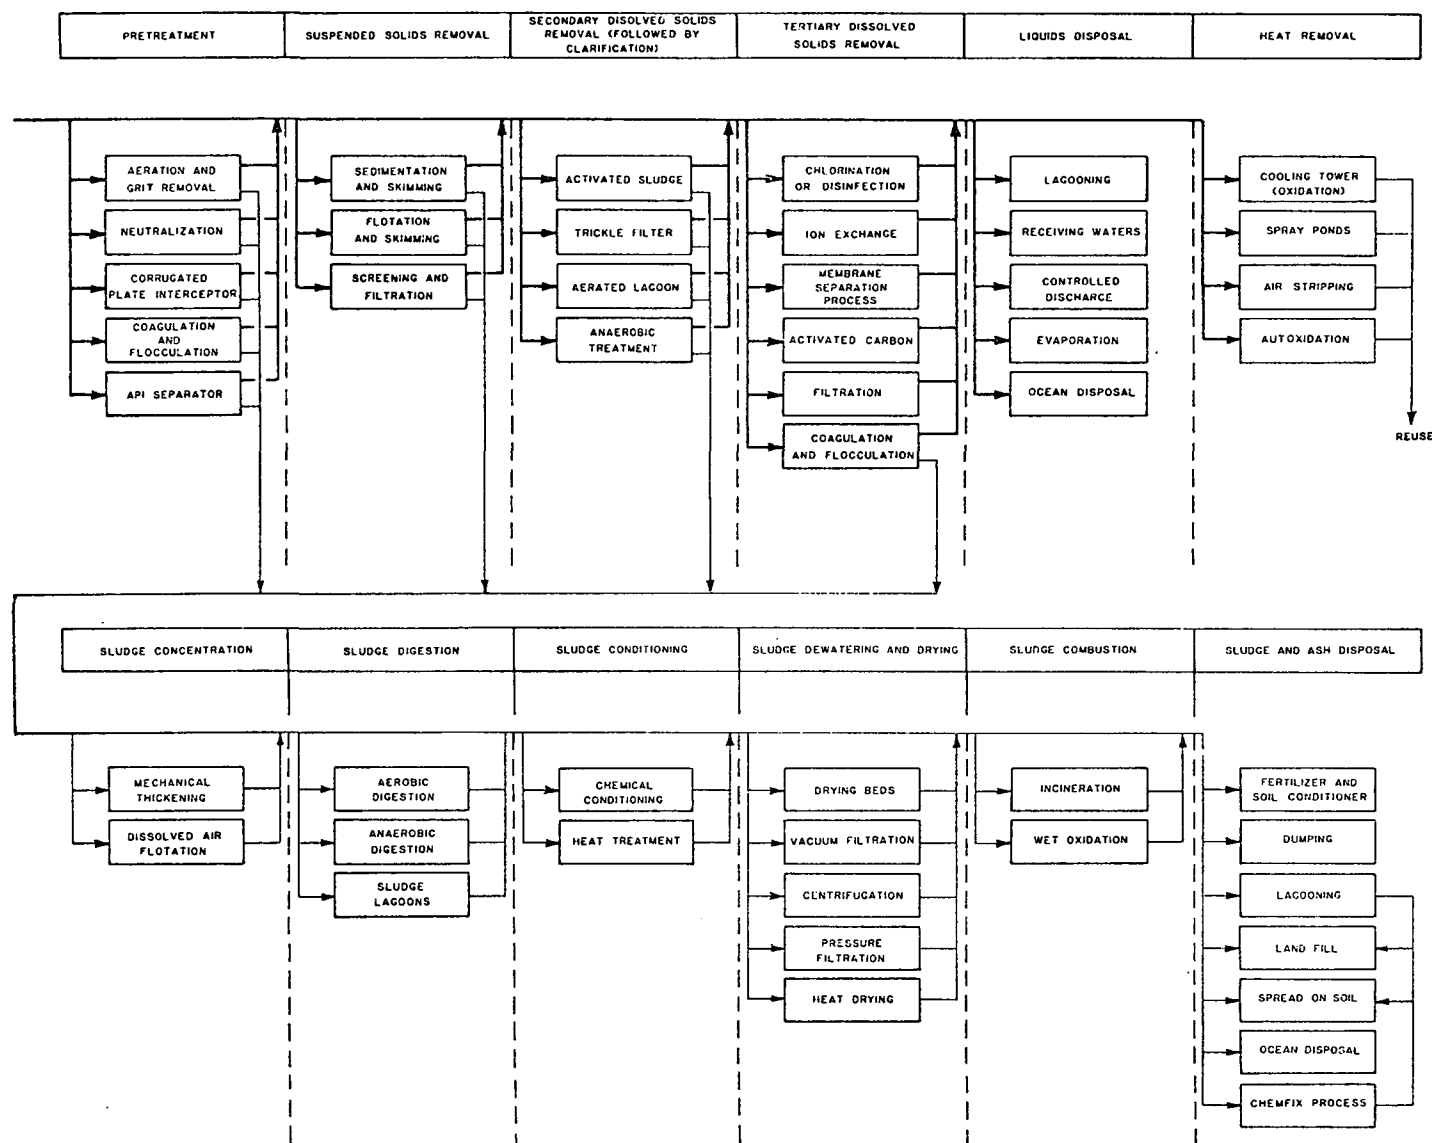 PRETREATMENT
SUSPENDED SOLIDS REMOVAL
SECONDARY DISOLVED SOLIDS
REMOVAL (FOLLOWED BY
CLARIFICATION)
TERTIARY DISSOLVED
SOLIDS REMOVAL
LIQUIDS DISPOSAL
HEAT REMOVAL
AERATION AND
GRIT REMOVAL
NEUTRALIZATION
CORRUGATED
PLATE INTERCEPTOR
COAGULATION
AND
FLOCCULATION
API SEPARATOR
SEDIMENTATION
AND SKIMMING
FLOTATION
AND SKIMMING
SCREENING AND
FILTRATION
ACTIVATED SLUDGE
TRICKLE FILTER
AERATED LAGOON
ANAEROBIC
TREATMENT
CHLORINATION
OR DISINFECTION
ION EXCHANGE
MEMBRANE
SEPARATION
PROCESS
ACTIVATED CARBON
FILTRATION
COAGULATION
AND FLOCCULATION
LAGOONING
RECEIVING WATERS
CONTROLLED
DISCHARGE
EVAPORATION
OCEAN DISPOSAL
COOLING TOWER
(OXIDATION)
SPRAY PONDS
AIR STRIPPING
AUTOXIDATION
REUSE
SLUDGE CONCENTRATION
SLUDGE DIGESTION
SLUDGE CONDITIONING
SLUDGE DEWATERING AND DRYING
SLUDGE COMBUSTION
SLUDGE AND ASH DISPOSAL
MECHANICAL
THICKENING
DISSOLVED AIR
FLOTATION
AEROBIC
DIGESTION
ANAEROBIC
DIGESTION
SLUDGE
LAGOONS
CHEMICAL
CONDITIONING
HEAT TREATMENT
DRYING BEDS
VACUUM FILTRATION
CENTRIFUGATION
PRESSURE
FILTRATION
HEAT DRYING
INCINERATION
WET OXIDATION
FERTILIZER AND
SOIL CONDITIONER
DUMPING
LAGOONING
LAND FILL
SPREAD ON SOIL
OCEAN DISPOSAL
CHEMFIX PROCESS